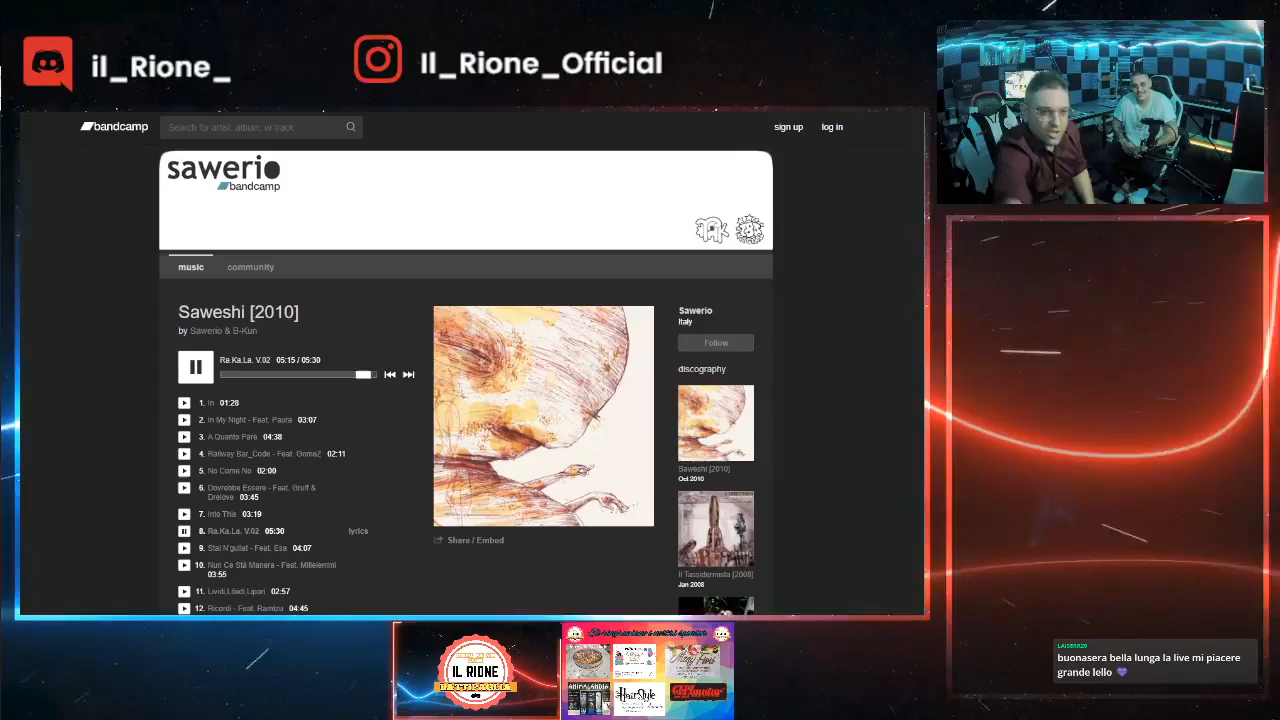 il_Rione_
Il_Rione_Official
bandcamp
Search for artist, album, or track
sign up
log in
sawerio
bandcamp
music
community
Saweshi [2010]
by Sawerio & B-Kun
Ra.Ka.La. V.02 05:15 / 05:30
1. In 01:28
2. In My Night - Feat. Paura 03:07
3. A Quanto Pare 04:38
4. Railway Bar_Code - Feat. GomeZ 02:11
5. No Come No 02:00
6. Dovrebbe Essere - Feat. Gruff &
Drelove 03:45
7. Into This 03:19
8. Ra.Ka.La. V.02 05:30 lyrics
9. Stai N'guilat - Feat. Esa 04:07
10. Nun Ce Stà Manera - Feat. Millelemmi
03:55
11. Lividi,Libidi,Lipari 02:57
12. Ricordi - Feat. Ramtzu 04:45
Share / Embed
Sawerio
Italy
Follow
discography
Saweshi [2010]
Oct 2010
Il Tassidermista [2008]
Jan 2008
IL RIONE
ANIMALANDIA
HairStyle
LAISERR20
buonasera bella lunga la live mi piacere
grande lello 💜